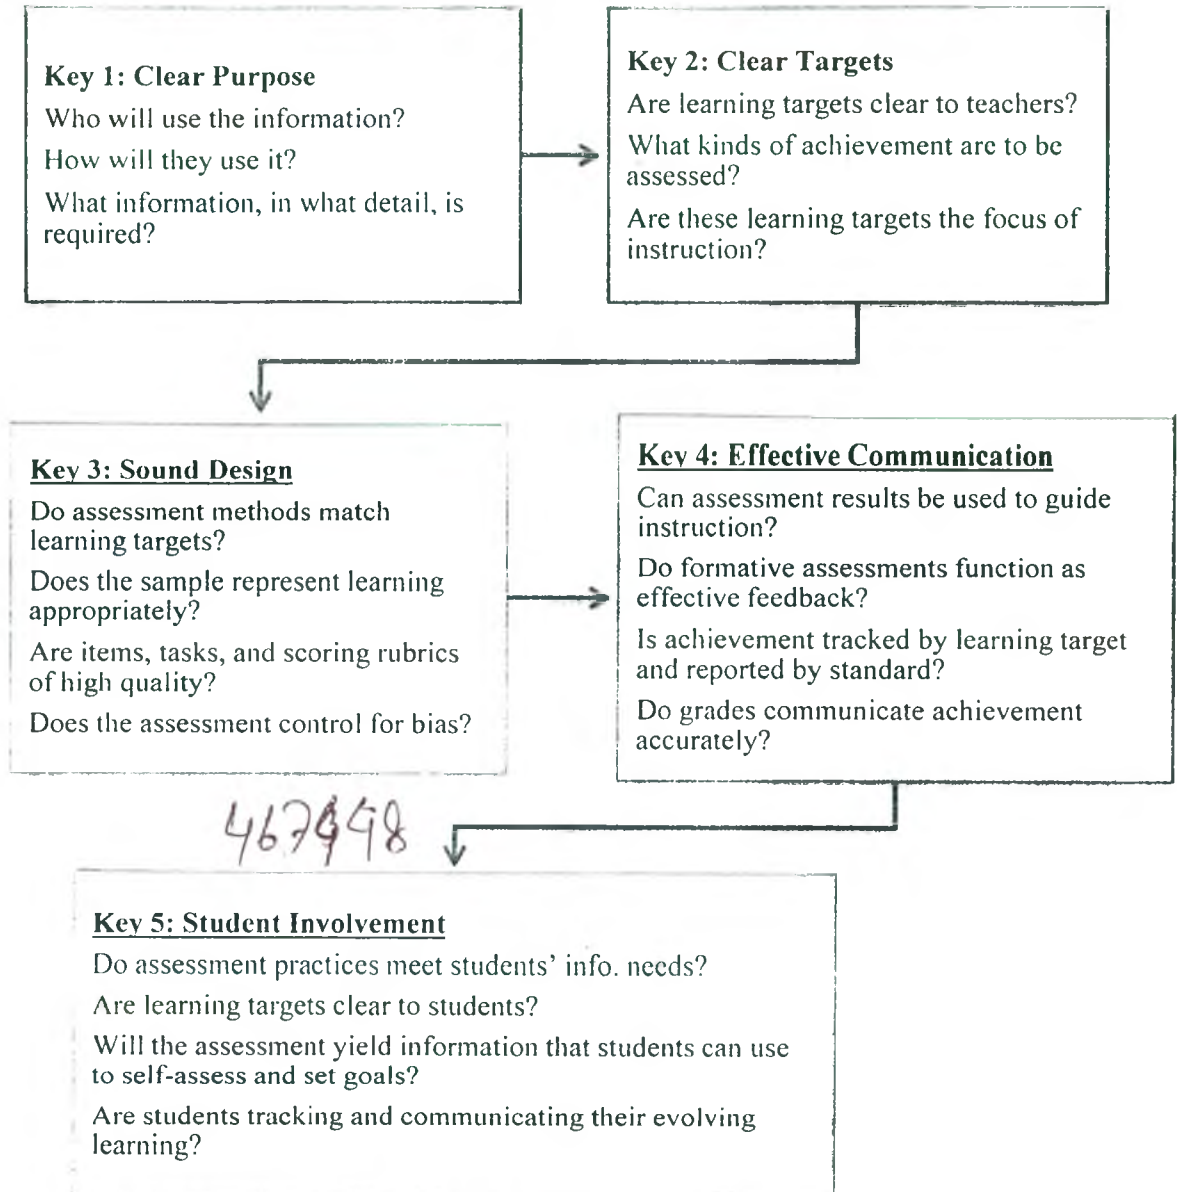 Key 1: Clear Purpose
Who will use the information?
How will they use it?
What information, in what detail, is
required?
Key 2: Clear Targets
Are learning targets clear to teachers?
What kinds of achievement are to be
assessed?
Are these learning targets the focus of
instruction?
Key 3: Sound Design
Do assessment methods match
learning targets?
Does the sample represent learning
appropriately?
Are items, tasks, and scoring rubrics
of high quality?
Does the assessment control for bias?
Key 4: Effective Communication
Can assessment results be used to guide
instruction?
Do formative assessments function as
effective feedback?
Is achievement tracked by learning target
and reported by standard?
Do grades communicate achievement
accurately?
Key 5: Student Involvement
Do assessment practices meet students' info. needs?
Are learning targets clear to students?
Will the assessment yield information that students can use
to self-assess and set goals?
Are students tracking and communicating their evolving
learning?